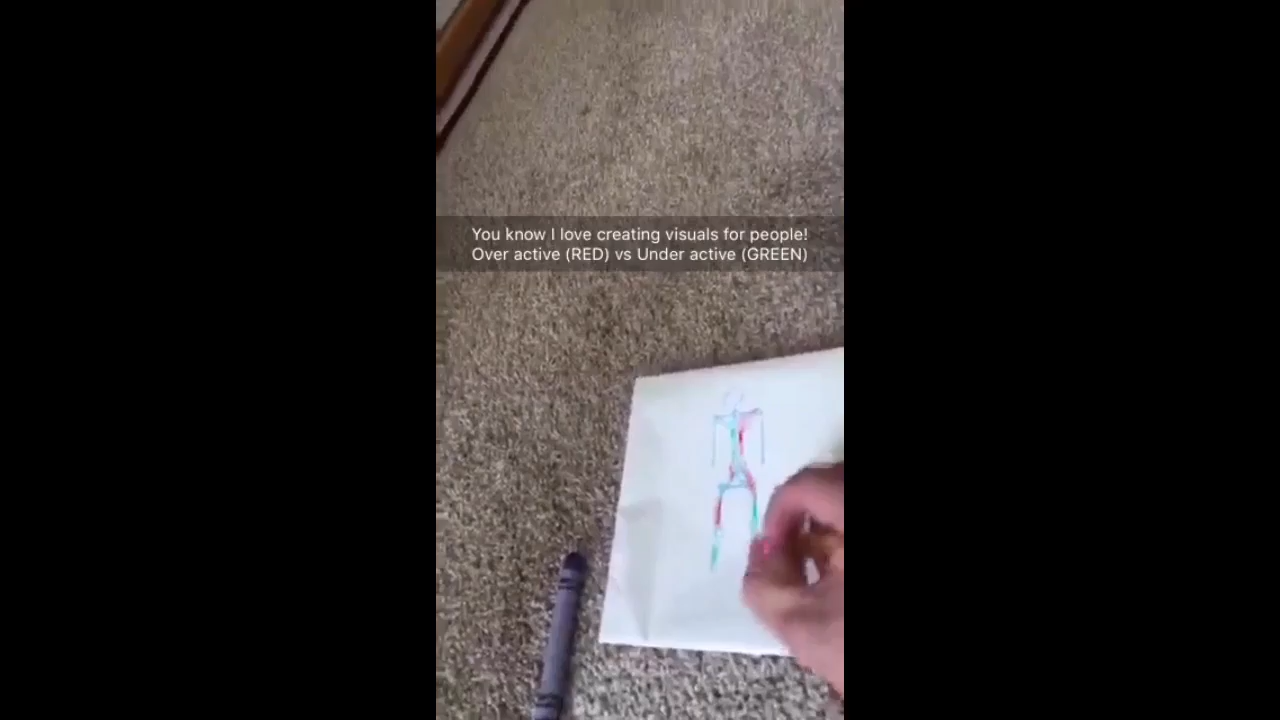 You know I love creating visuals for people!
Over active (RED) vs Under active (GREEN)